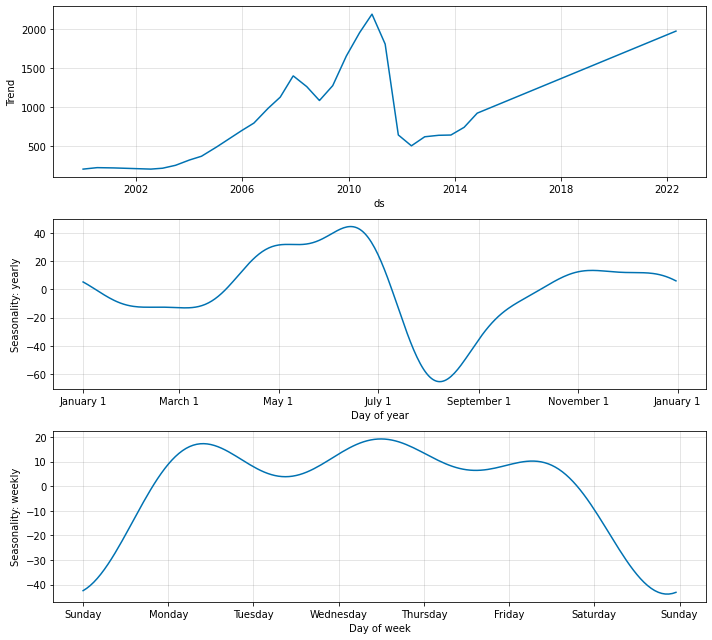 Trend
2000
1500
1000
500
2002 2006 2010 2014 2018 2022
ds
Seasonality: yearly
40
20
0
−20
−40
−60
January 1 March 1 May 1 July 1 September 1 November 1 January 1
Day of year
Seasonality: weekly
20
10
0
−10
−20
−30
−40
Sunday Monday Tuesday Wednesday Thursday Friday Saturday Sunday
Day of week